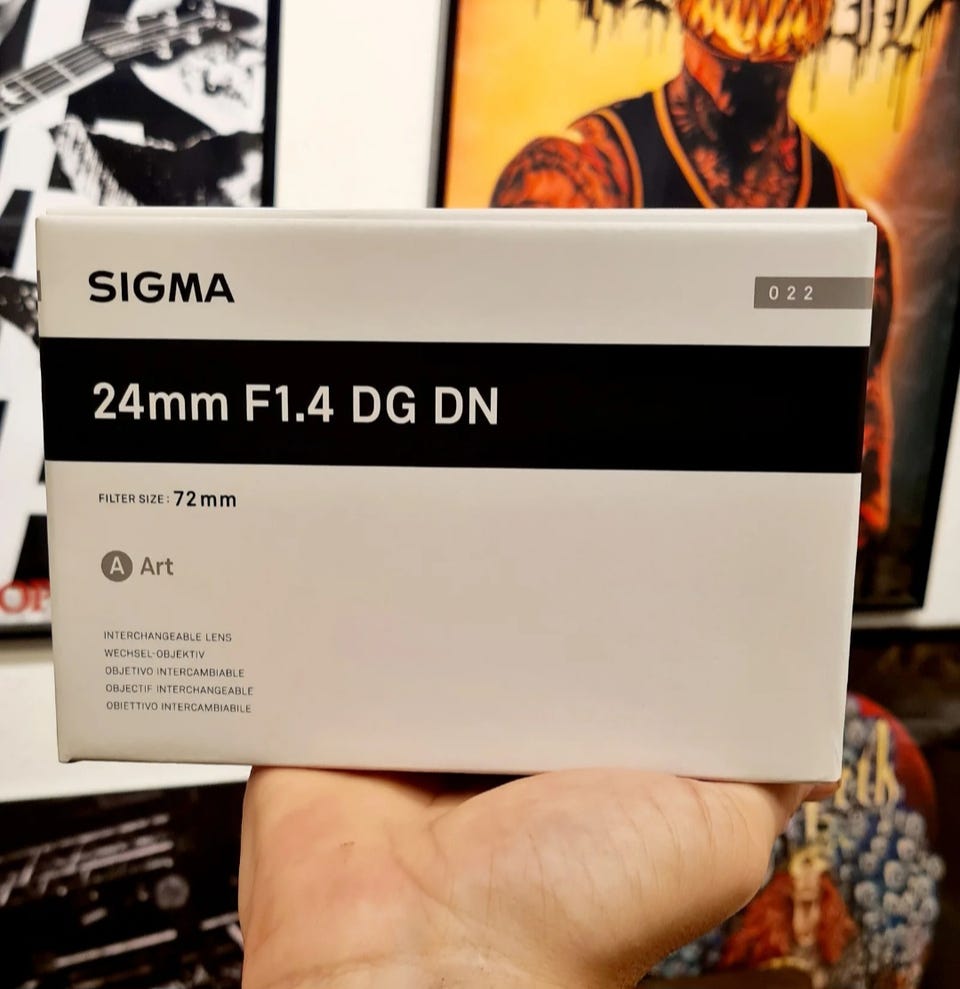 SIGMA
022
24mm F1.4 DG DN
FILTER SIZE: 72mm
A Art
INTERCHANGEABLE LENS
WECHSEL-OBJEKTIV
OBJETIVO INTERCAMBIABLE
OBJECTIF INTERCHANGEABLE
OBIETTIVO INTERCAMBIABILE